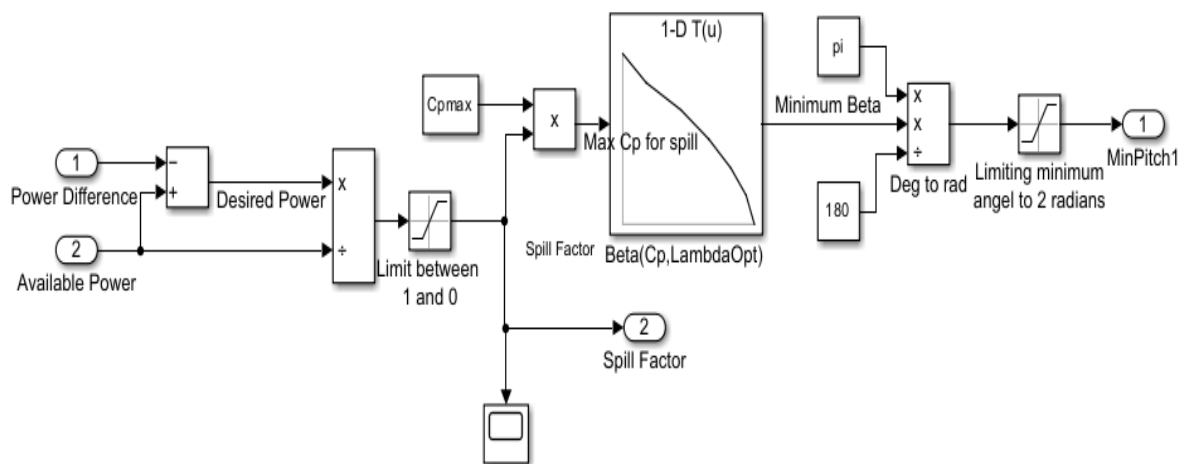 1
Power Difference
2
Available Power
−
+
Desired Power
x
÷
Limit between
1 and 0
Cpmax
x
Spill Factor
1-D T(u)
Max Cp for spill
Beta(Cp,LambdaOpt)
2
Spill Factor
Minimum Beta
pi
180
x
x
÷
Deg to rad
Limiting minimum
angel to 2 radians
1
MinPitch1